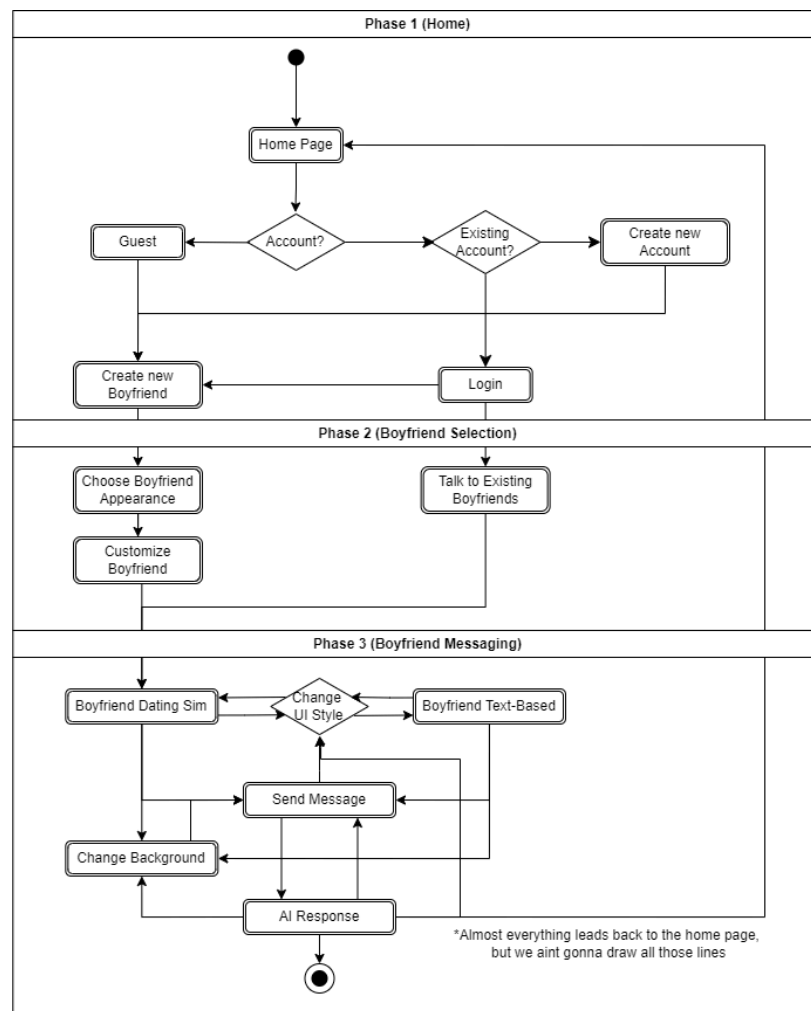 Phase 1 (Home)
Home Page
Guest
Account?
Existing
Account?
Create new
Account
Create new
Boyfriend
Login
Phase 2 (Boyfriend Selection)
Choose Boyfriend
Appearance
Talk to Existing
Boyfriends
Customize
Boyfriend
Phase 3 (Boyfriend Messaging)
Boyfriend Dating Sim
Change
UI Style
Boyfriend Text-Based
Send Message
Change Background
AI Response
*Almost everything leads back to the home page,
but we aint gonna draw all those lines